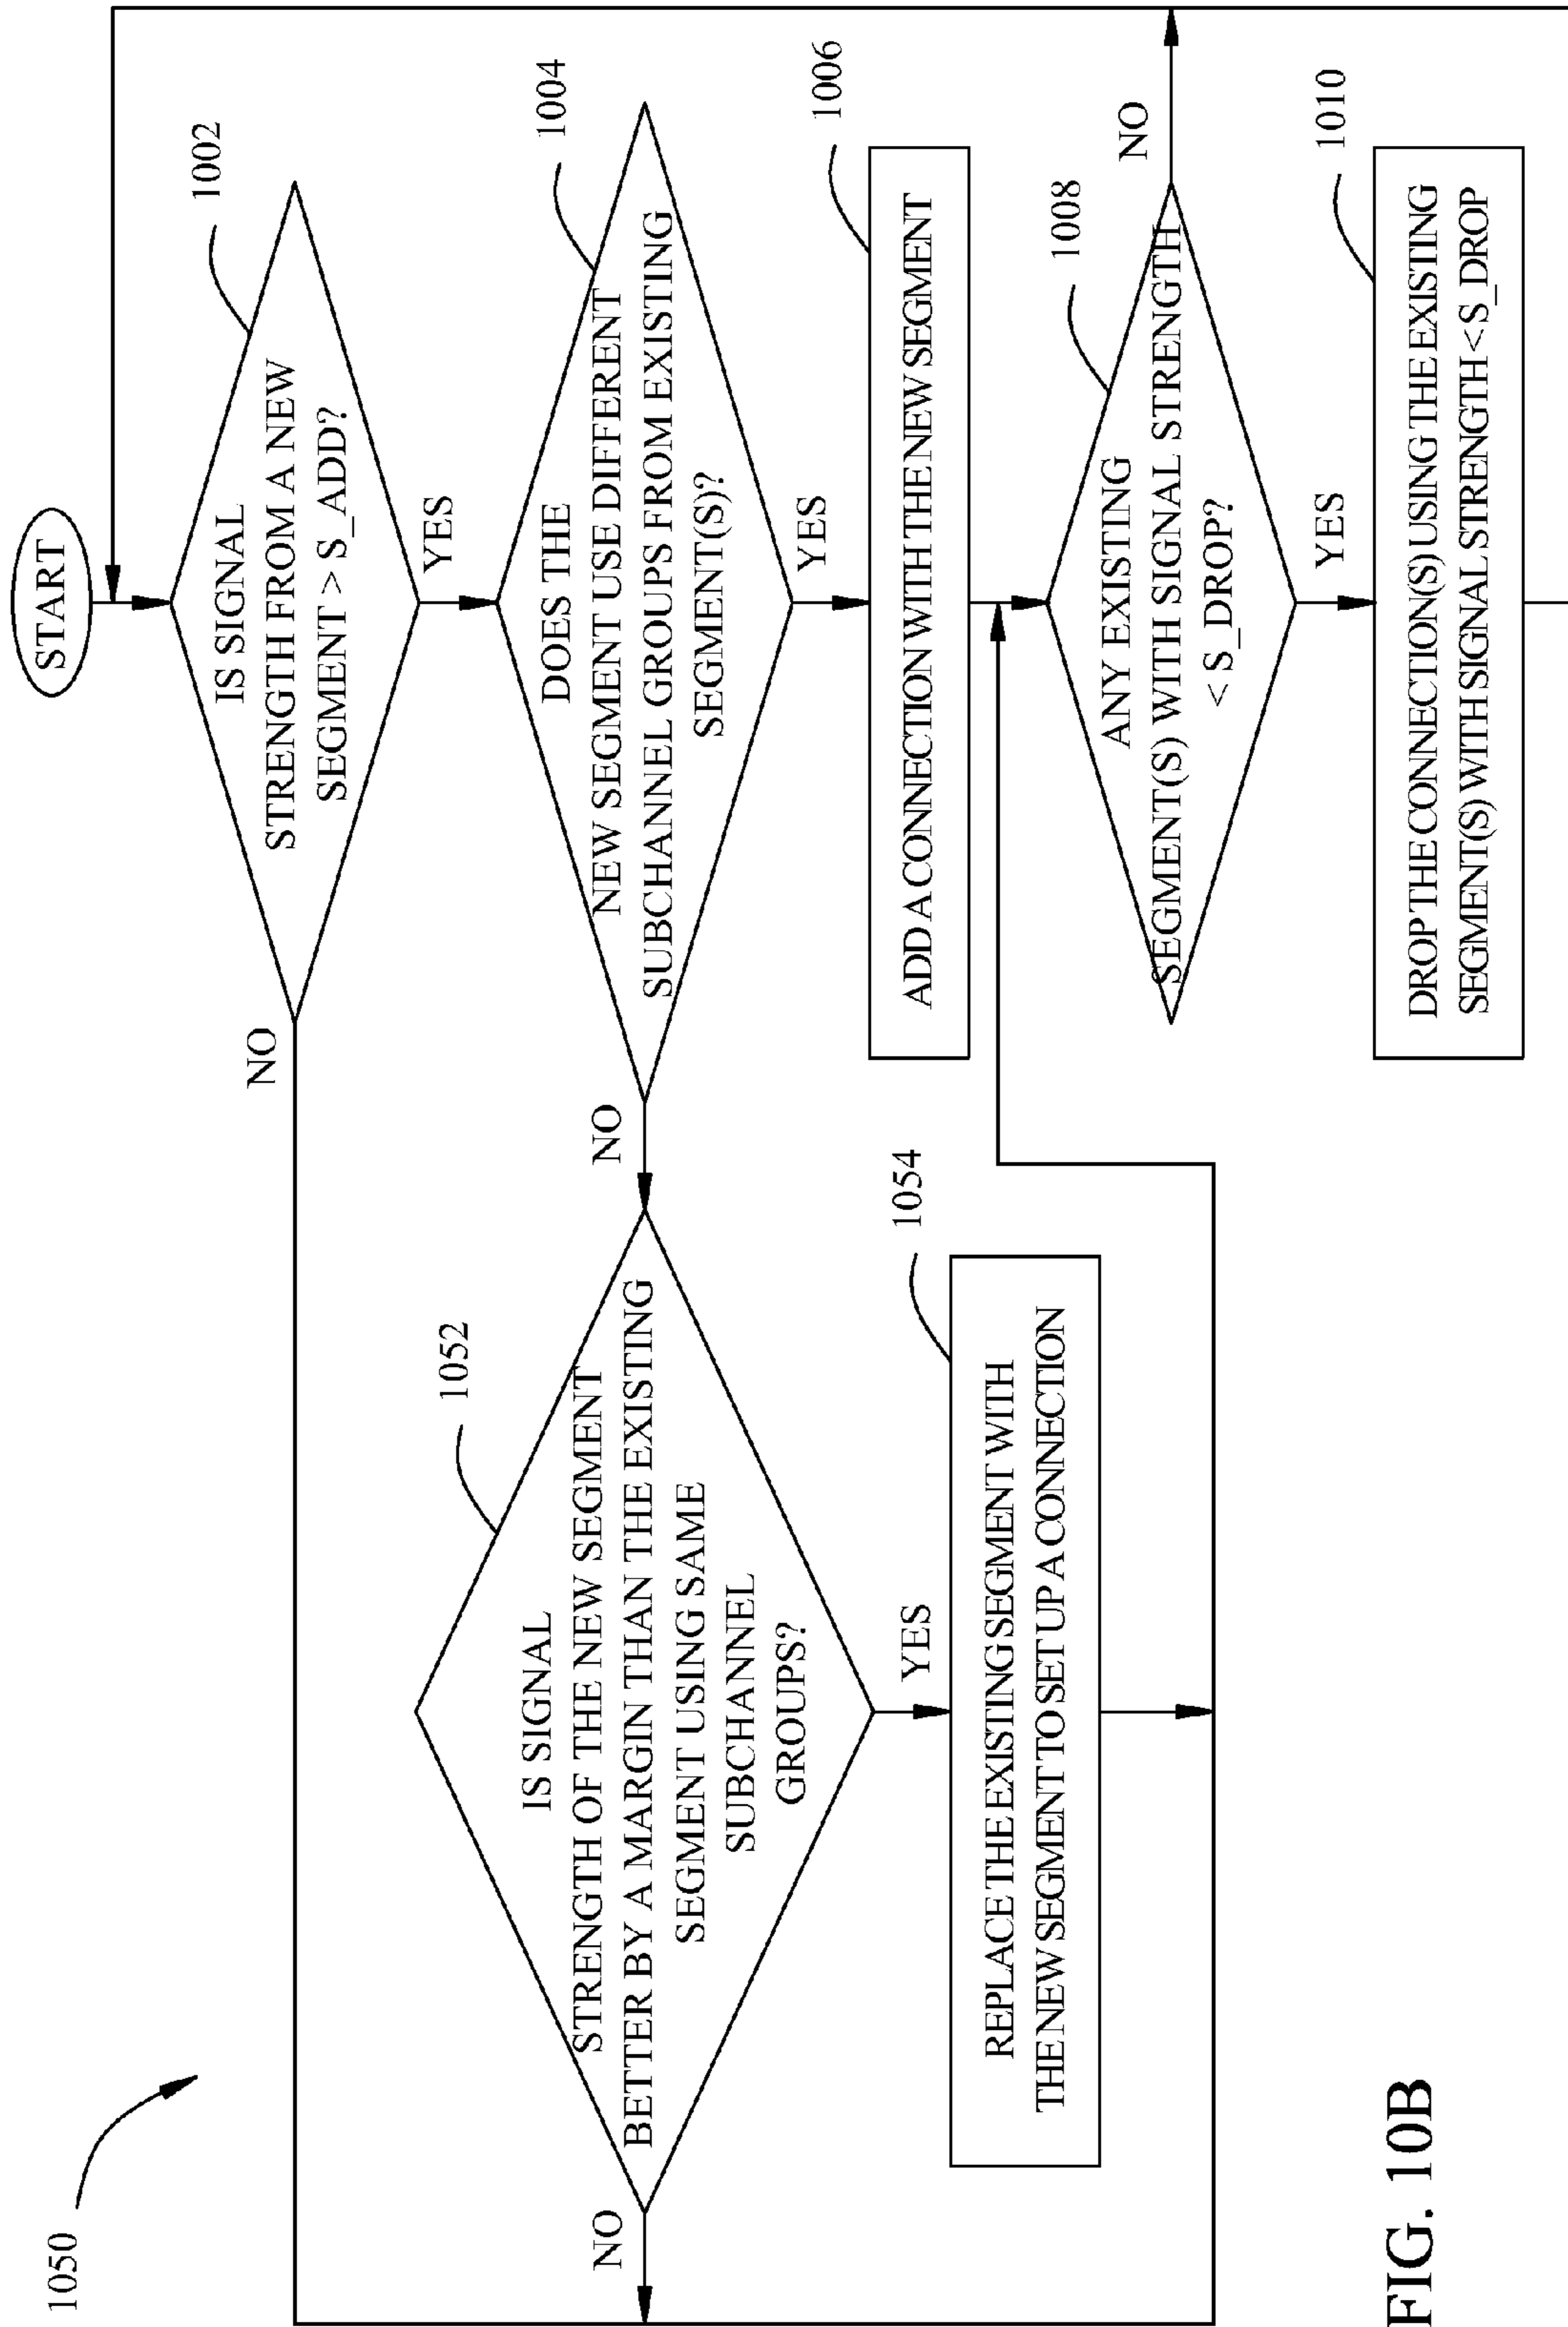 1050
START
1002
IS SIGNAL
STRENGTH FROM A NEW
SEGMENT > S_ADD?
NO
YES
1004
DOES THE
NEW SEGMENT USE DIFFERENT
SUBCHANNEL GROUPS FROM EXISTING
SEGMENT(S)?
NO
YES
1052
IS SIGNAL
STRENGTH OF THE NEW SEGMENT
BETTER BY A MARGIN THAN THE EXISTING
SEGMENT USING SAME
SUBCHANNEL
GROUPS?
NO
YES
1006
ADD A CONNECTION WITH THE NEW SEGMENT
1054
REPLACE THE EXISTING SEGMENT WITH
THE NEW SEGMENT TO SET UP A CONNECTION
1008
ANY EXISTING
SEGMENT(S) WITH SIGNAL STRENGTH
< S_DROP?
NO
YES
1010
DROP THE CONNECTION(S) USING THE EXISTING
SEGMENT(S) WITH SIGNAL STRENGTH < S_DROP
FIG. 10B